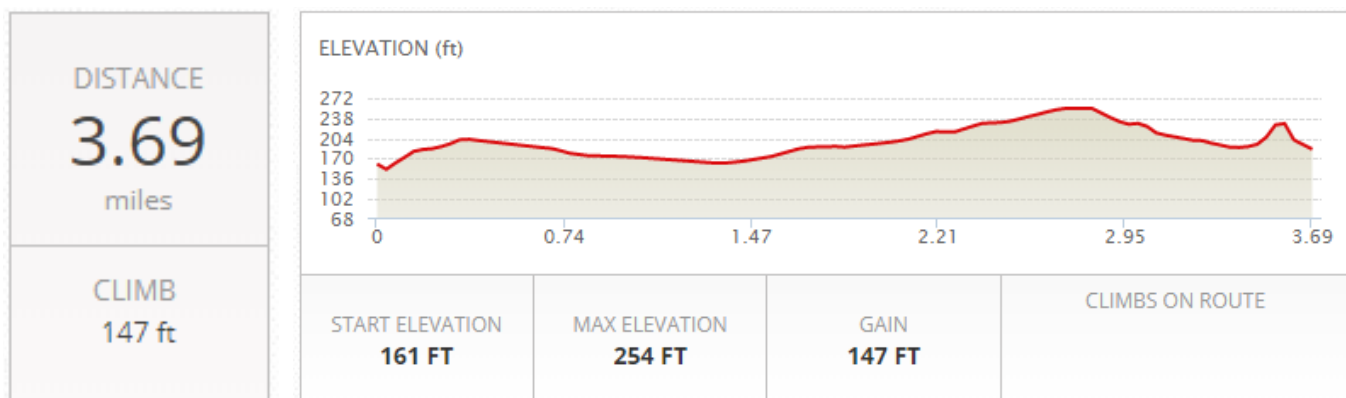 DISTANCE
3.69
miles
CLIMB
147 ft
ELEVATION (ft)
272
238
204
170
136
102
68
0 0.74 1.47 2.21 2.95 3.69
START ELEVATION
161 FT
MAX ELEVATION
254 FT
GAIN
147 FT
CLIMBS ON ROUTE